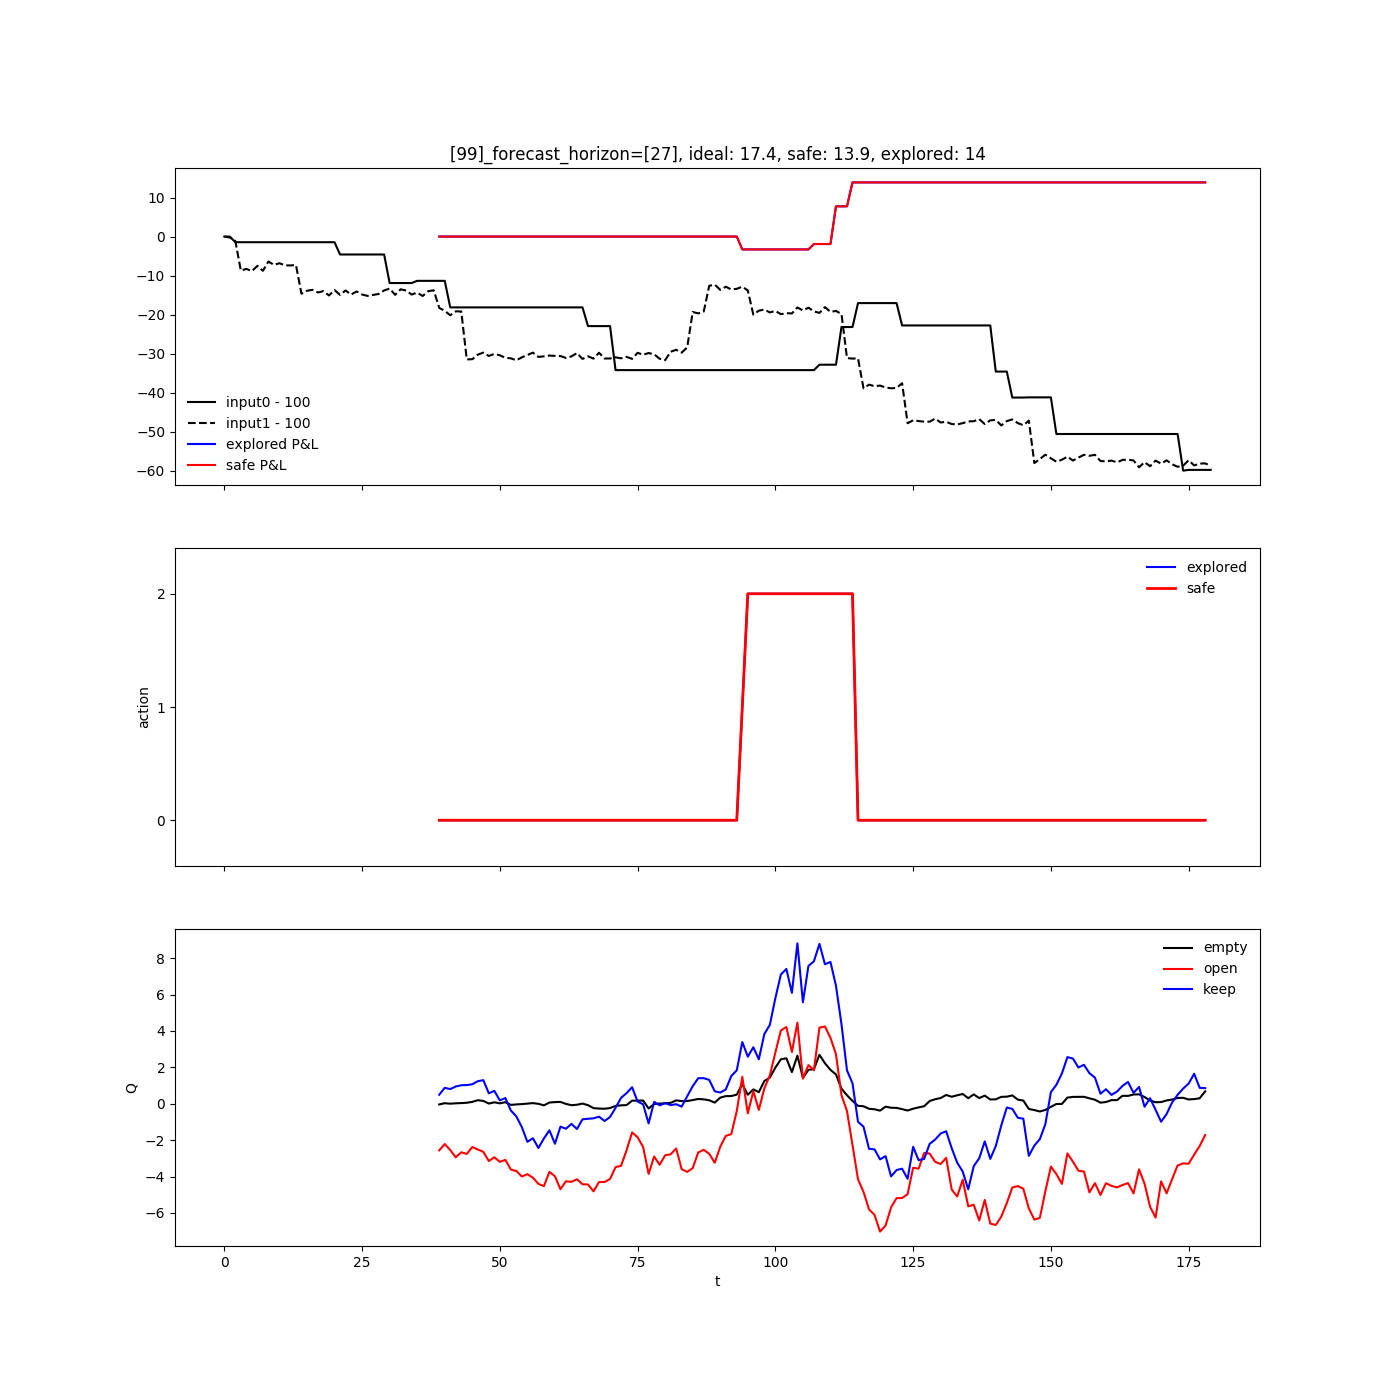 [99]_forecast_horizon=[27], ideal: 17.4, safe: 13.9, explored: 14
10
0
−10
−20
−30
−40
−50
−60
input0 - 100
input1 - 100
explored P&L
safe P&L
action
2
1
0
explored
safe
Q
8
6
4
2
0
−2
−4
−6
empty
open
keep
0 25 50 75 100 125 150 175
t